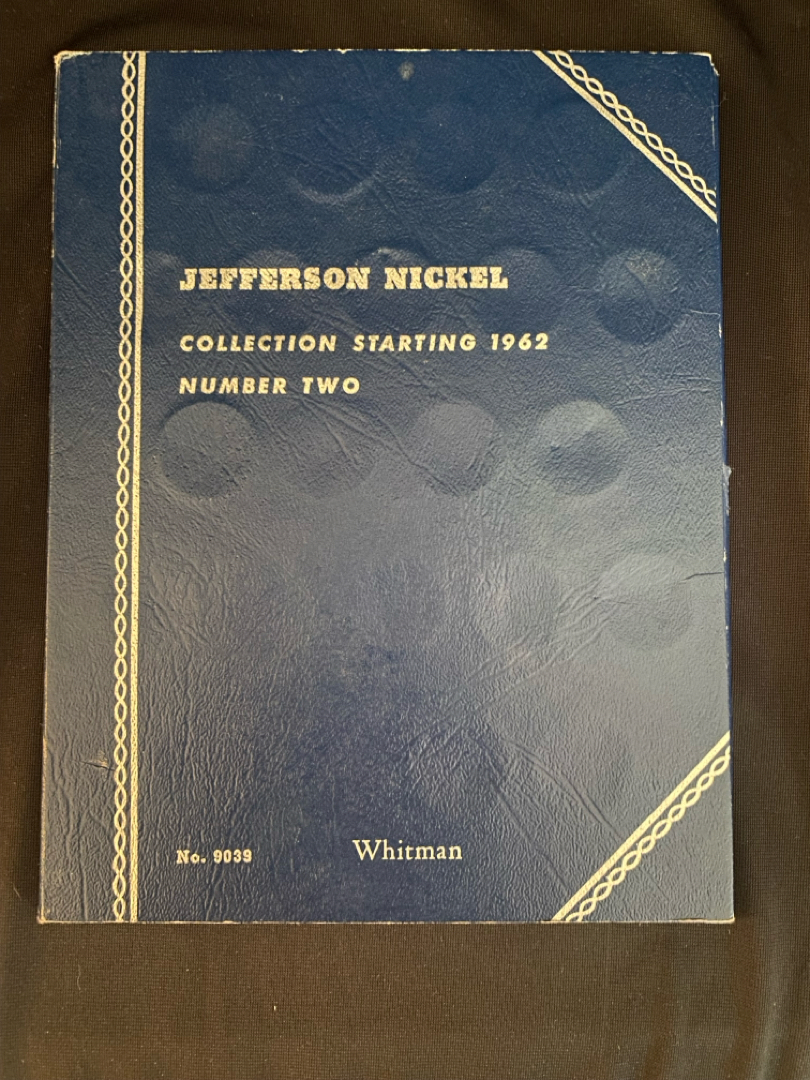 JEFFERSON NICKEL
COLLECTION STARTING 1962
NUMBER TWO
No. 9039
Whitman